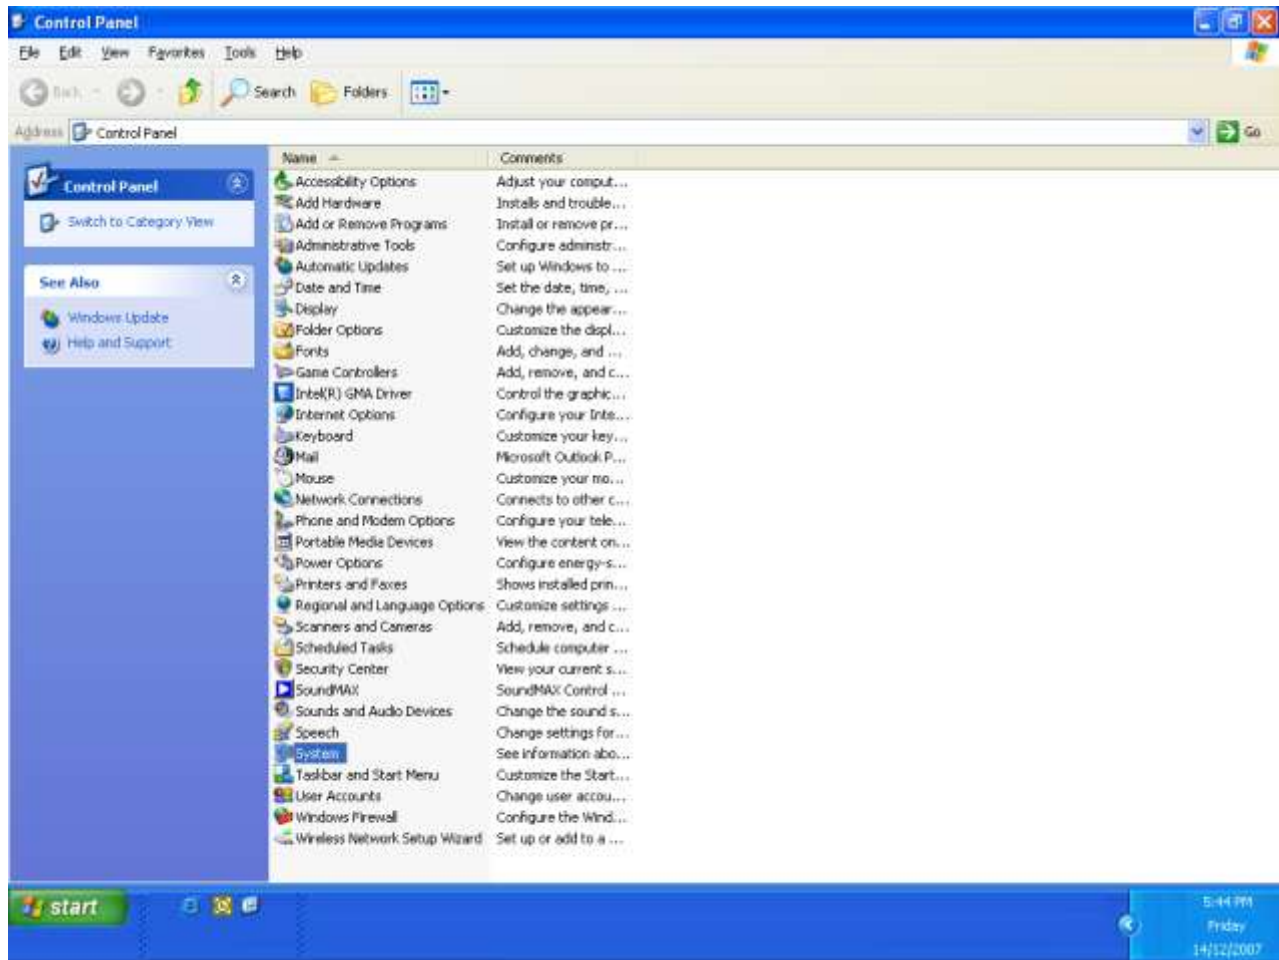 Control Panel
File Edit View Favorites Tools Help
Back Search Folders
Address Control Panel Go
Control Panel
Switch to Category View
See Also
Windows Update
Help and Support
Name Comments
Accessibility Options Adjust your comput...
Add Hardware Installs and trouble...
Add or Remove Programs Install or remove pr...
Administrative Tools Configure administr...
Automatic Updates Set up Windows to ...
Date and Time Set the date, time, ...
Display Change the appear...
Folder Options Customize the displ...
Fonts Add, change, and ...
Game Controllers Add, remove, and c...
Intel(R) GMA Driver Control the graphic...
Internet Options Configure your Inte...
Keyboard Customize your key...
Mail Microsoft Outlook P...
Mouse Customize your mo...
Network Connections Connects to other c...
Phone and Modem Options Configure your tele...
Portable Media Devices View the content on...
Power Options Configure energy-s...
Printers and Faxes Shows installed prin...
Regional and Language Options Customize settings ...
Scanners and Cameras Add, remove, and c...
Scheduled Tasks Schedule computer ...
Security Center View your current s...
SoundMAX SoundMAX Control ...
Sounds and Audio Devices Change the sound s...
Speech Change settings for...
System See information abo...
Taskbar and Start Menu Customize the Start...
User Accounts Change user accou...
Windows Firewall Configure the Wind...
Wireless Network Setup Wizard Set up or add to a ...
start
5:44 PM
Friday
14/12/2007